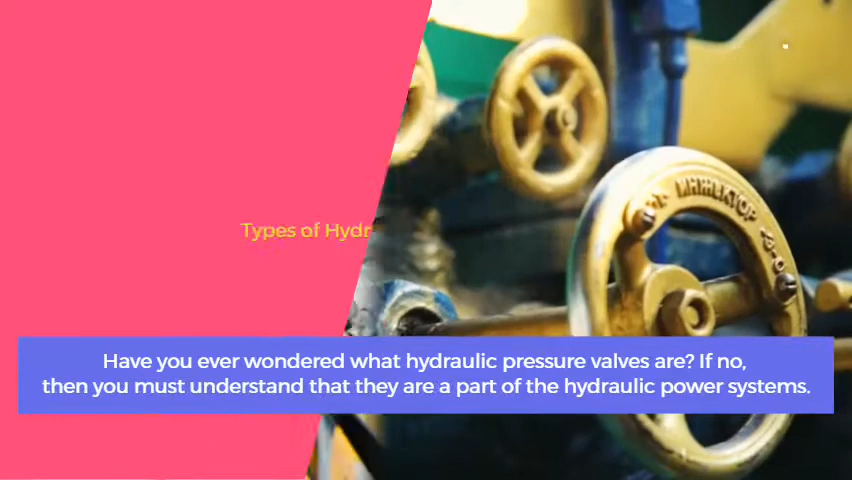 ИНЖЕКТОР
Types of Hydr
Have you ever wondered what hydraulic pressure valves are? If no,
then you must understand that they are a part of the hydraulic power systems.